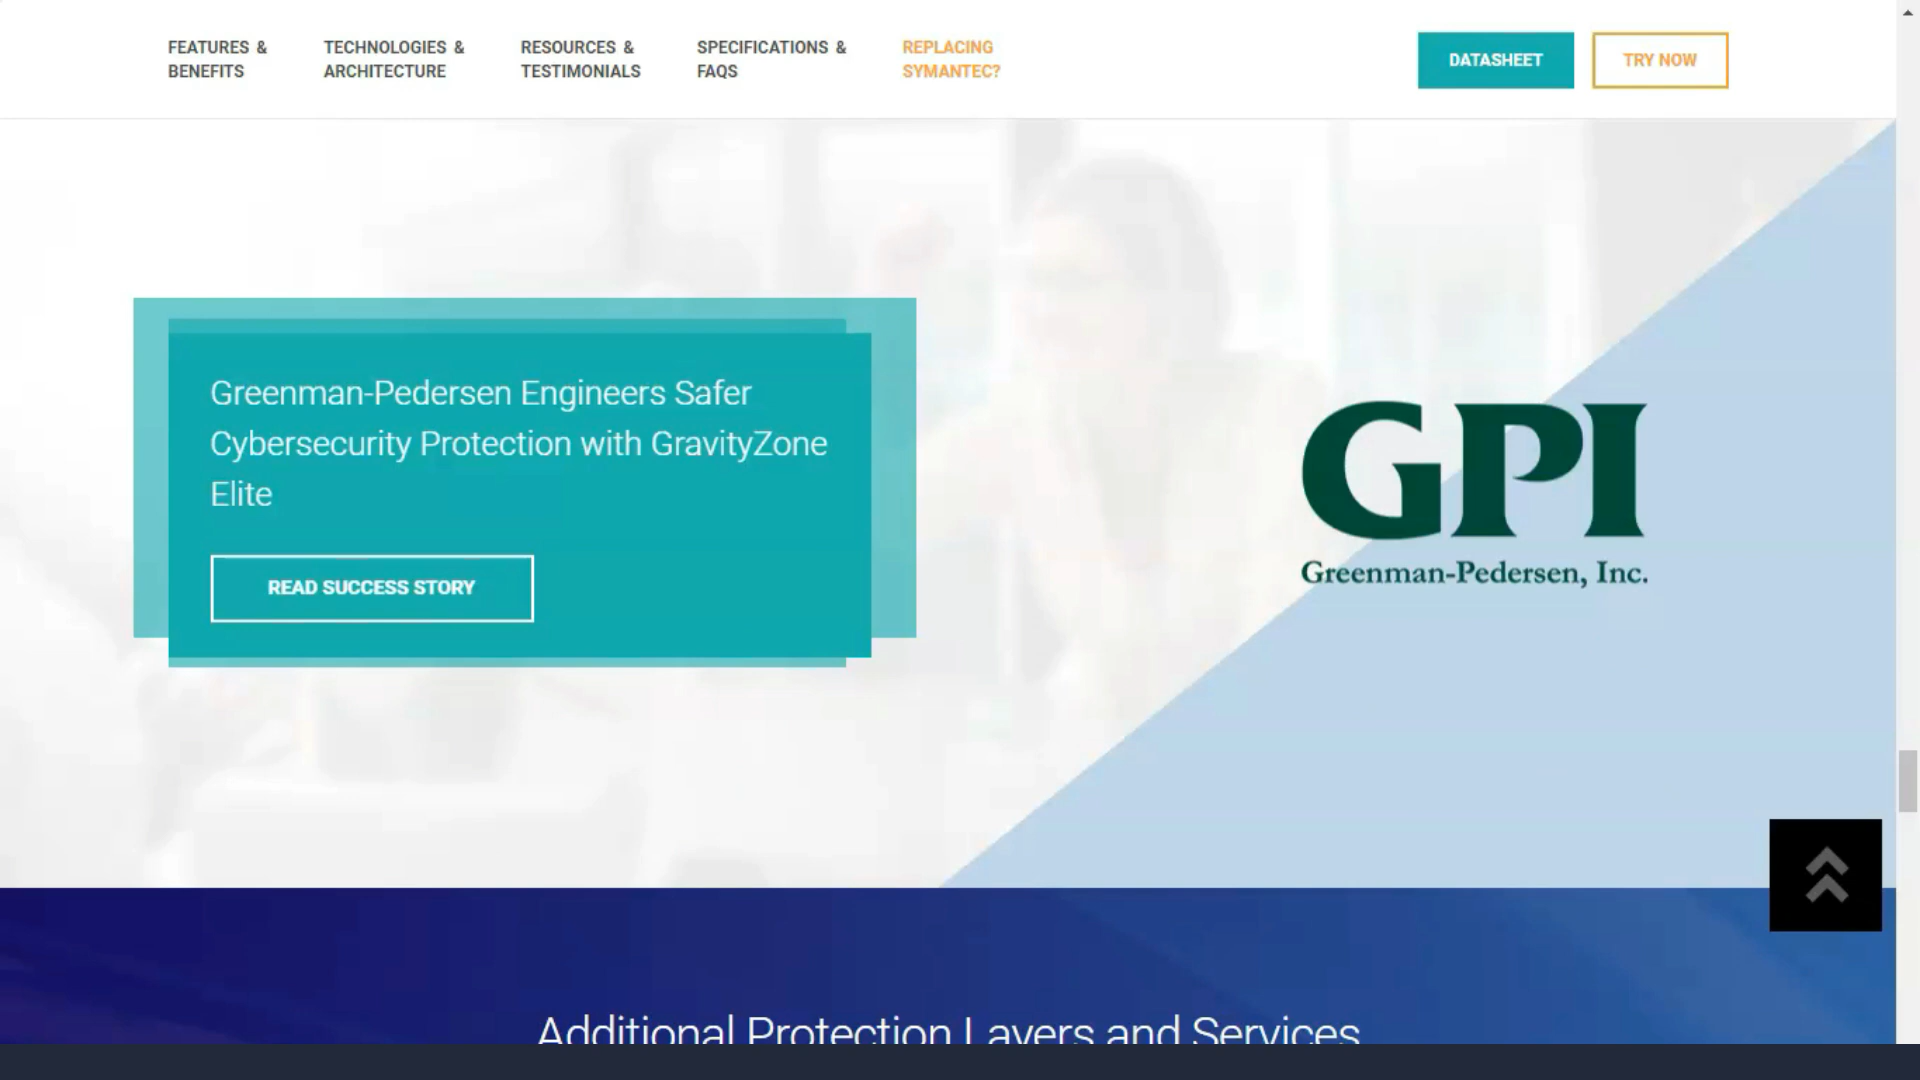 FEATURES &
BENEFITS
TECHNOLOGIES &
ARCHITECTURE
RESOURCES &
TESTIMONIALS
SPECIFICATIONS &
FAQS
REPLACING
SYMANTEC?
DATASHEET
TRY NOW
Greenman-Pedersen Engineers Safer
Cybersecurity Protection with GravityZone
Elite
READ SUCCESS STORY
GPI
Greenman-Pedersen, Inc.
Additional Protection Layers and Services